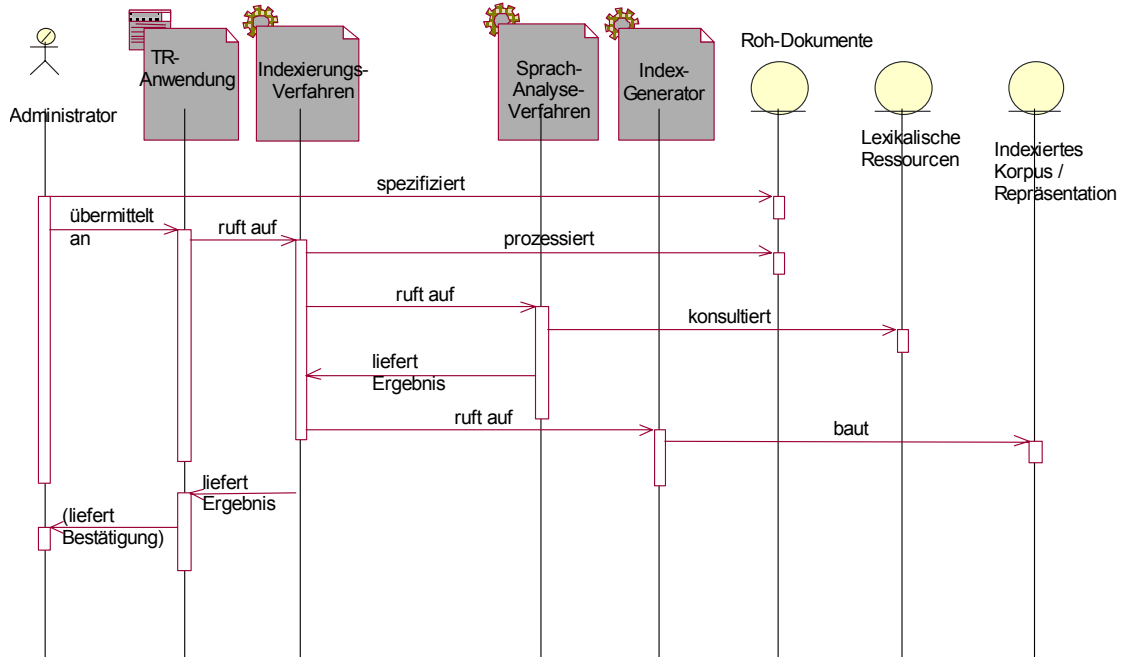 Roh-Dokumente
TR-
Anwendung
Indexierungs-
Verfahren
Sprach-
Analyse-
Verfahren
Index-
Generator
Administrator
Lexikalische
Ressourcen
Indexiertes
Korpus /
Repräsentation
spezifiziert
übermittelt
an
ruft auf
prozessiert
ruft auf
konsultiert
liefert
Ergebnis
ruft auf
baut
liefert
Ergebnis
(liefert
Bestätigung)